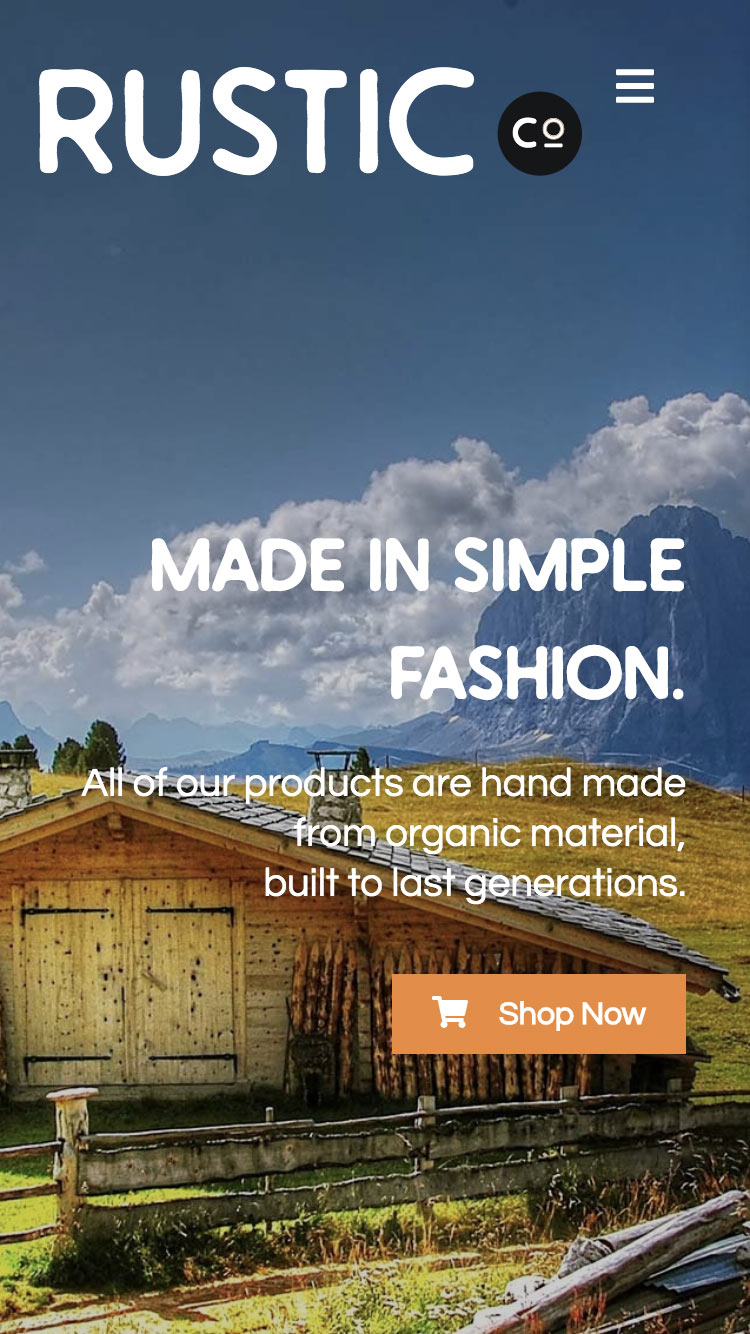 RUSTIC CO
MADE IN SIMPLE
FASHION.
All of our products are hand made
from organic material,
built to last generations.
Shop Now